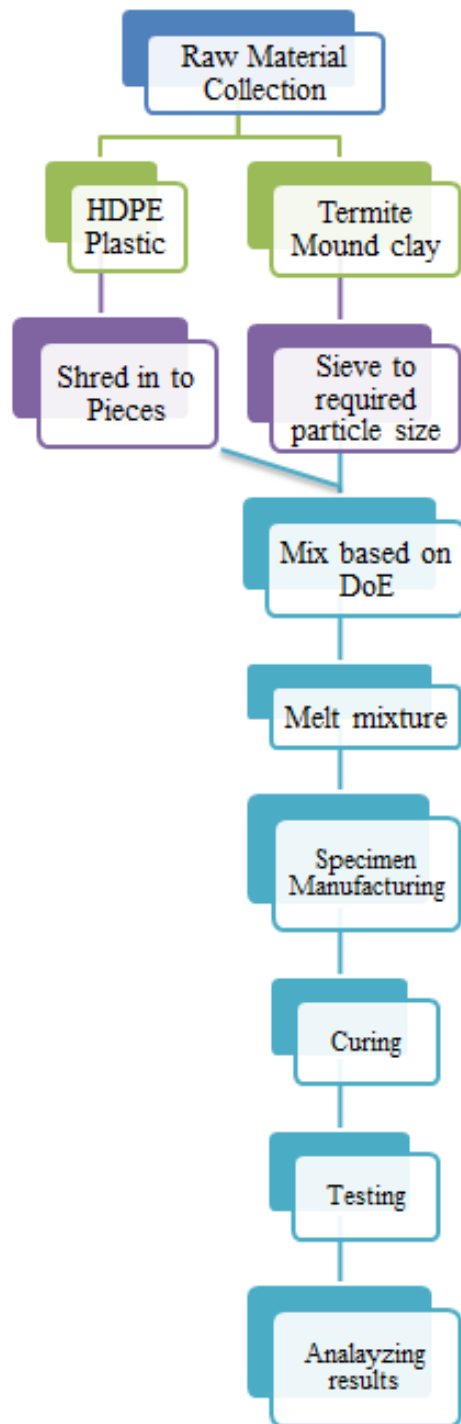 Raw Material
Collection
HDPE
Plastic
Termite
Mound clay
Shred in to
Pieces
Sieve to
required
particle size
Mix based on
DoE
Melt mixture
Specimen
Manufacturing
Curing
Testing
Analayzing
results